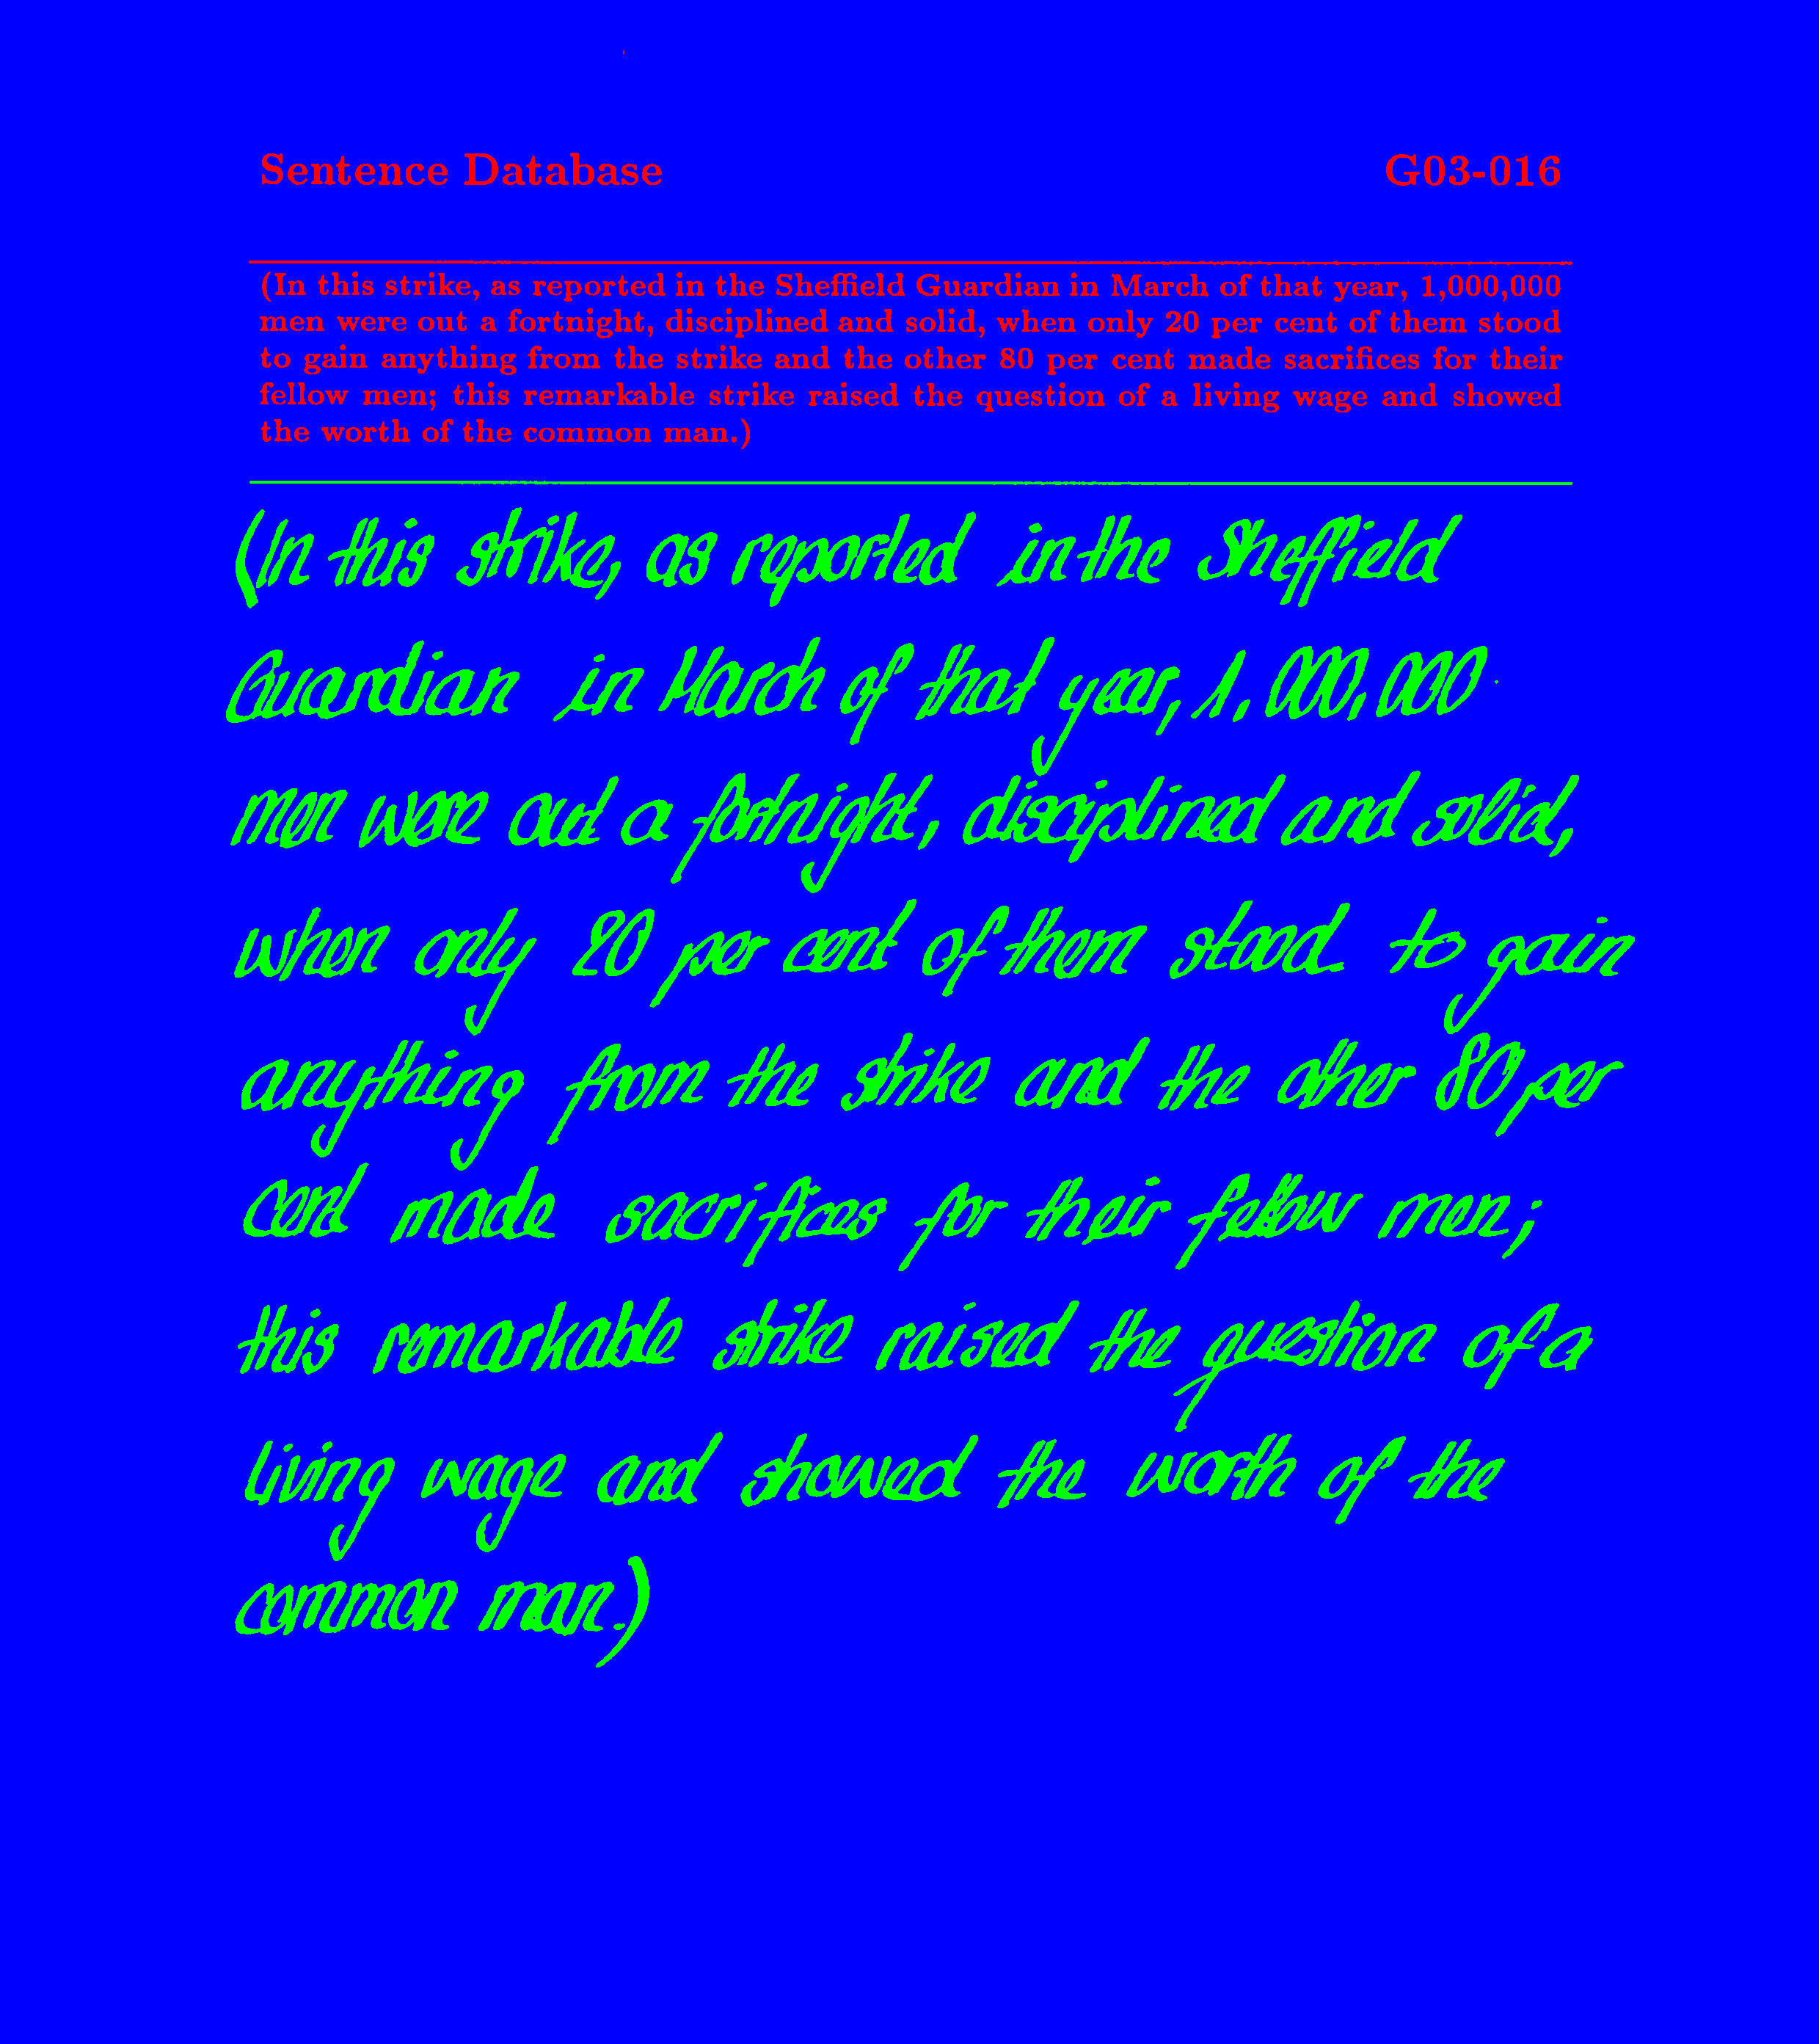 Sentence Database G03-016
(In this strike, as reported in the Sheffield Guardian in March of that year, 1,000,000
men were out a fortnight, disciplined and solid, when only 20 per cent of them stood
to gain anything from the strike and the other 80 per cent made sacrifices for their
fellow men; this remarkable strike raised the question of a living wage and showed
the worth of the common man.)
(In this strike, as reported in the Sheffield
Guardian in March of that year, 1,000,000
men were out a fortnight, disciplined and solid,
when only 20 per cent of them stood to gain
anything from the strike and the other 80 per
cent made sacrifices for their fellow men;
this remarkable strike raised the question of a
living wage and showed the worth of the
common man.)